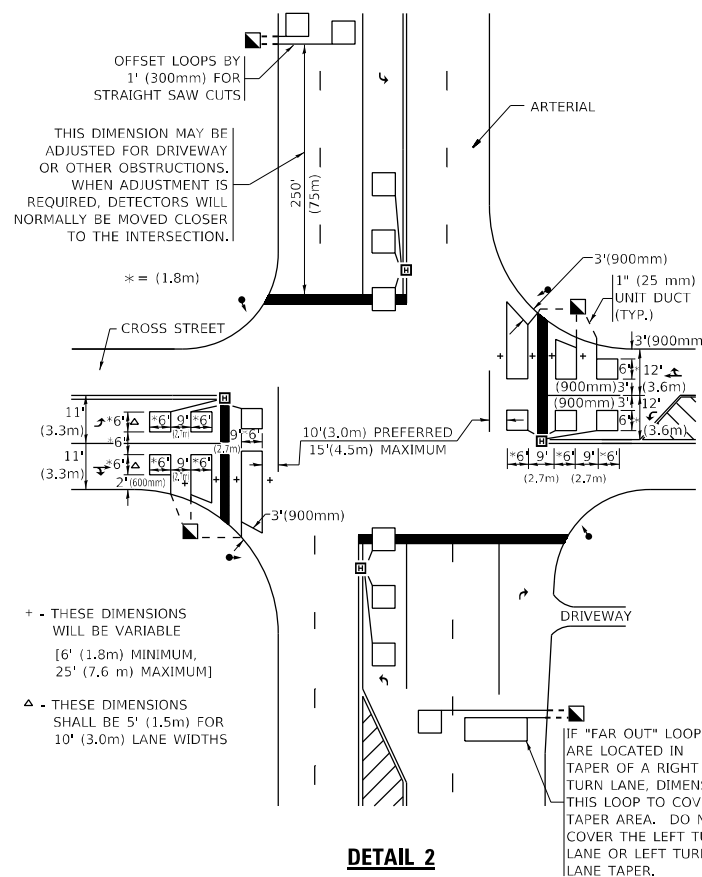 OFFSET LOOPS BY
1' (300mm) FOR
STRAIGHT SAW CUTS
ARTERIAL
THIS DIMENSION MAY BE
ADJUSTED FOR DRIVEWAY
OR OTHER OBSTRUCTIONS.
WHEN ADJUSTMENT IS
REQUIRED, DETECTORS WILL
NORMALLY BE MOVED CLOSER
TO THE INTERSECTION.
250'
(75m)
* = (1.8m)
H
3'(900mm)
1" (25 mm)
UNIT DUCT
(TYP.)
CROSS STREET
3'(900mm)
+ + +
6' * 12'
(900mm) 3' (3.6m)
(900mm) 3' 12'
6' * (3.6m)
H
*6' 9' *6' 9' *6'
(2.7m) (2.7m)
H
11' *6' Δ *6' 9' *6'
(3.3m) (2.7m)
*6' 9' *6'
(2.7m)
11' *6' Δ *6' 9' *6'
(3.3m)
2' (600mm) + + +
10'(3.0m) PREFERRED
15'(4.5m) MAXIMUM
3'(900mm)
H
+ - THESE DIMENSIONS
WILL BE VARIABLE
[6' (1.8m) MINIMUM,
25' (7.6 m) MAXIMUM]
Δ - THESE DIMENSIONS
SHALL BE 5' (1.5m) FOR
10' (3.0m) LANE WIDTHS
DRIVEWAY
IF "FAR OUT" LOOP
ARE LOCATED IN
TAPER OF A RIGHT
TURN LANE, DIMENS
THIS LOOP TO COV
TAPER AREA. DO N
COVER THE LEFT TU
LANE OR LEFT TUR
LANE TAPER.
DETAIL 2